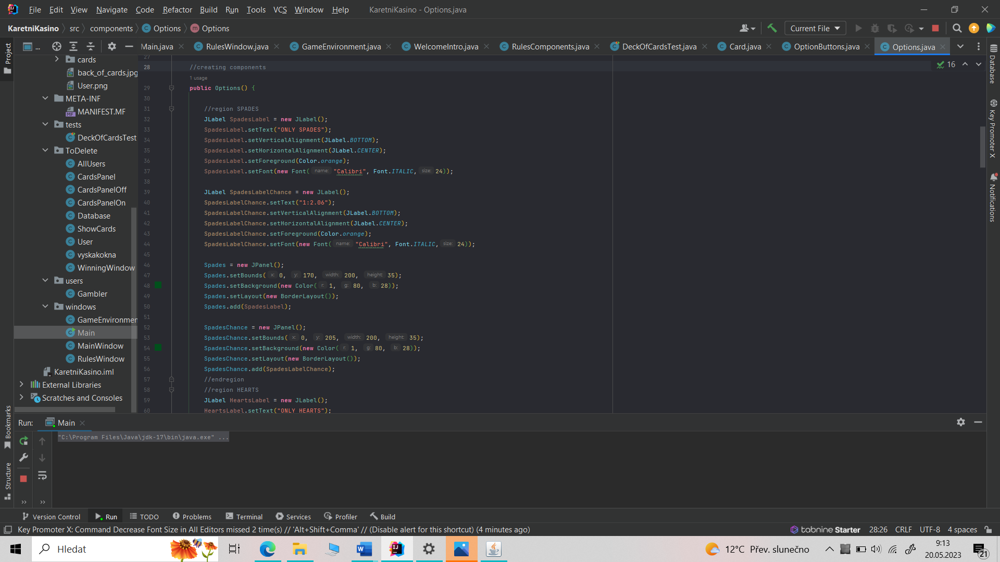 File Edit View Navigate Code Refactor Build Run Tools VCS Window Help KaretniKasino - Options.java
KaretniKasino src components Options Options Current File
... Main.java RulesWindow.java GameEnvironment.java WelcomeIntro.java RulesComponents.java DeckOfCardsTest.java Card.java OptionButtons.java Options.java
Project
cards
back_of_cards.jpg
User.png
META-INF
MANIFEST.MF
tests
DeckOfCardsTest
ToDelete
AllUsers
CardsPanel
CardsPanelOff
CardsPanelOn
Database
ShowCards
User
vyskakokna
WinningWindow
users
Gambler
windows
GameEnvironmen
Main
MainWindow
RulesWindow
KaretniKasino.iml
External Libraries
Scratches and Consoles
Bookmarks
Structure
16
27
28 //creating components
1 usage
29 public Options() {
30
31 //region SPADES
32 JLabel SpadesLabel = new JLabel();
33 SpadesLabel.setText("ONLY SPADES");
34 SpadesLabel.setVerticalAlignment(JLabel.BOTTOM);
35 SpadesLabel.setHorizontalAlignment(JLabel.CENTER);
36 SpadesLabel.setForeground(Color.orange);
37 SpadesLabel.setFont(new Font( name: "Calibri", Font.ITALIC, size: 24));
38
39 JLabel SpadesLabelChance = new JLabel();
40 SpadesLabelChance.setText("1:2.06");
41 SpadesLabelChance.setVerticalAlignment(JLabel.BOTTOM);
42 SpadesLabelChance.setHorizontalAlignment(JLabel.CENTER);
43 SpadesLabelChance.setForeground(Color.orange);
44 SpadesLabelChance.setFont(new Font( name: "Calibri", Font.ITALIC, size: 24));
45
46 Spades = new JPanel();
47 Spades.setBounds( x: 0, y: 170, width: 200, height: 35);
48 Spades.setBackground(new Color( r: 1, g: 80, b: 28));
49 Spades.setLayout(new BorderLayout());
50 Spades.add(SpadesLabel);
51
52 SpadesChance = new JPanel();
53 SpadesChance.setBounds( x: 0, y: 205, width: 200, height: 35);
54 SpadesChance.setBackground(new Color( r: 1, g: 80, b: 28));
55 SpadesChance.setLayout(new BorderLayout());
56 SpadesChance.add(SpadesLabelChance);
57 //endregion
58 //region HEARTS
59 JLabel HeartsLabel = new JLabel();
60 HeartsLabel.setText("ONLY HEARTS");
Database
Key Promoter X
Notifications
Run: Main
"C:\Program Files\Java\jdk-17\bin\java.exe" ...
Version Control Run TODO Problems Terminal Services Profiler Build
Key Promoter X: Command Decrease Font Size in All Editors missed 2 time(s) // 'Alt+Shift+Comma' // (Disable alert for this shortcut) (4 minutes ago) tabnine Starter 28:26 CRLF UTF-8 4 spaces
Hledat 12°C Přev. slunečno 9:13
20.05.2023 21